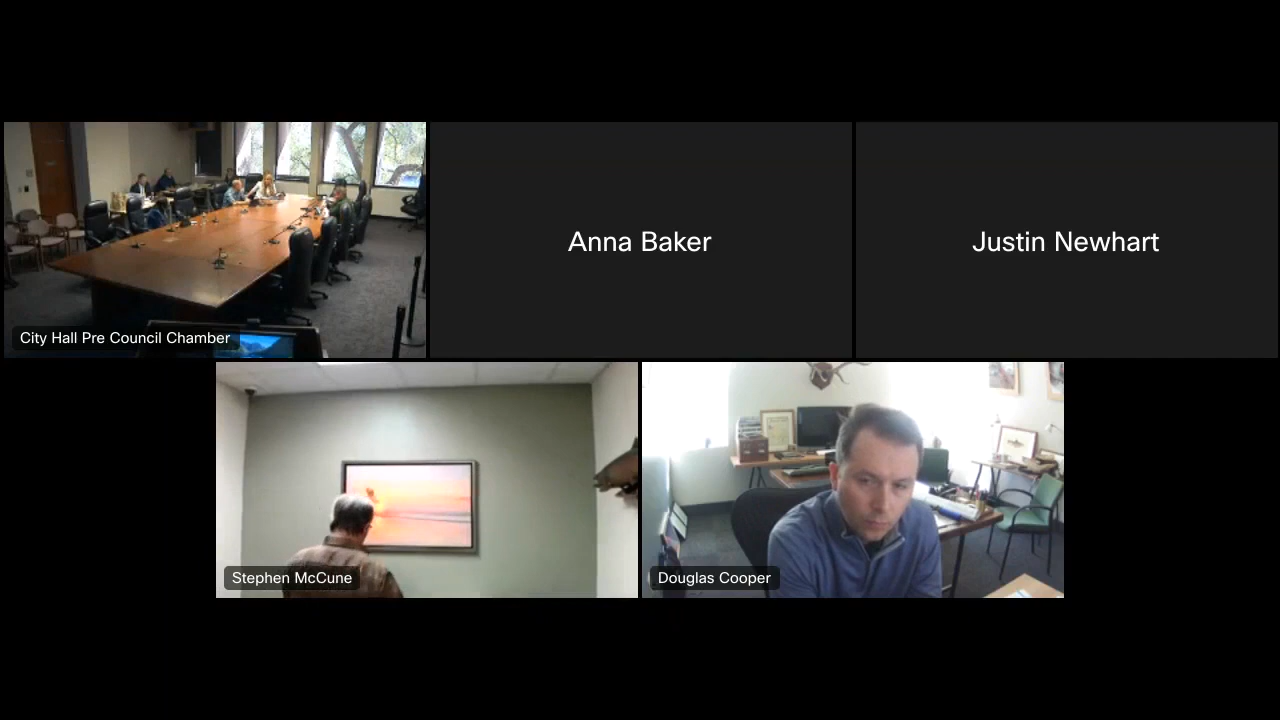 City Hall Pre Council Chamber
Anna Baker
Justin Newhart
Stephen McCune
Douglas Cooper